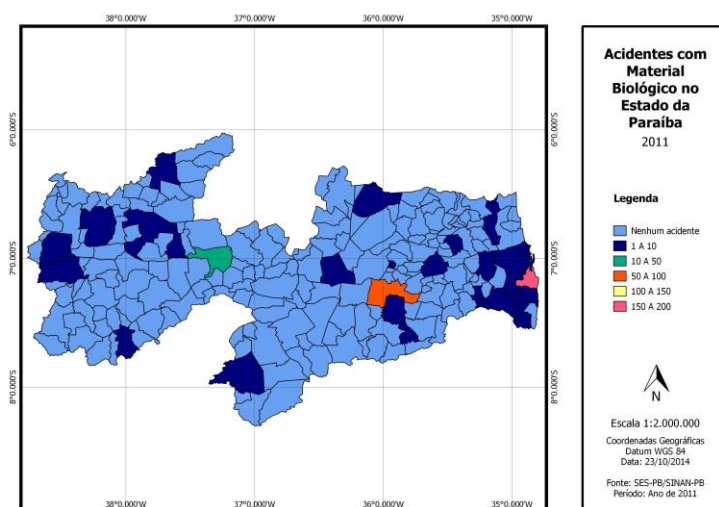 38°0.000'W 37°0.000'W 36°0.000'W 35°0.000'W
6°0.000'S 6°0.000'S
7°0.000'S 7°0.000'S
8°0.000'S 8°0.000'S
38°0.000'W 37°0.000'W 36°0.000'W 35°0.000'W
Acidentes com
Material
Biológico no
Estado da
Paraíba
2011
Legenda
Nenhum acidente
1 A 10
10 A 50
50 A 100
100 A 150
150 A 200
N
Escala 1:2.000.000
Coordenadas Geográficas
Datum WGS 84
Data: 23/10/2014
Fonte: SES-PB/SINAN-PB
Período: Ano de 2011